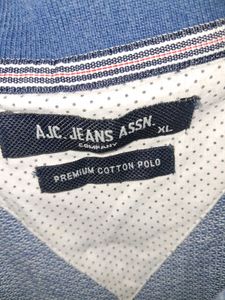 A.J.C. JEANS ASSN.
COMPANY XL
PREMIUM COTTON POLO